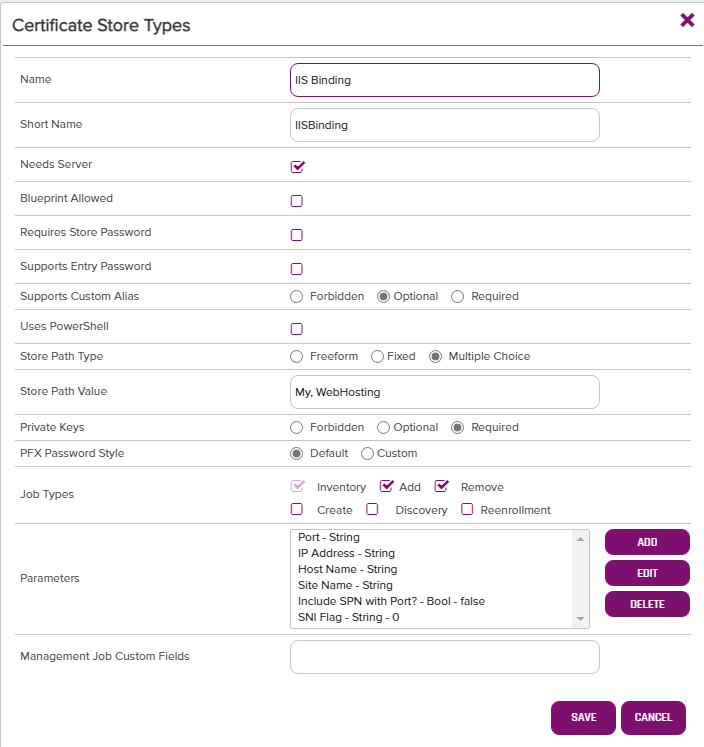 Certificate Store Types
Name IIS Binding
Short Name IISBinding
Needs Server
Blueprint Allowed
Requires Store Password
Supports Entry Password
Supports Custom Alias Forbidden Optional Required
Uses PowerShell
Store Path Type Freeform Fixed Multiple Choice
Store Path Value My, WebHosting
Private Keys Forbidden Optional Required
PFX Password Style Default Custom
Job Types Inventory Add Remove
Create Discovery Reenrollment
Parameters
Port - String
IP Address - String
Host Name - String
Site Name - String
Include SPN with Port? - Bool - false
SNI Flag - String - 0
ADD
EDIT
DELETE
Management Job Custom Fields
SAVE CANCEL